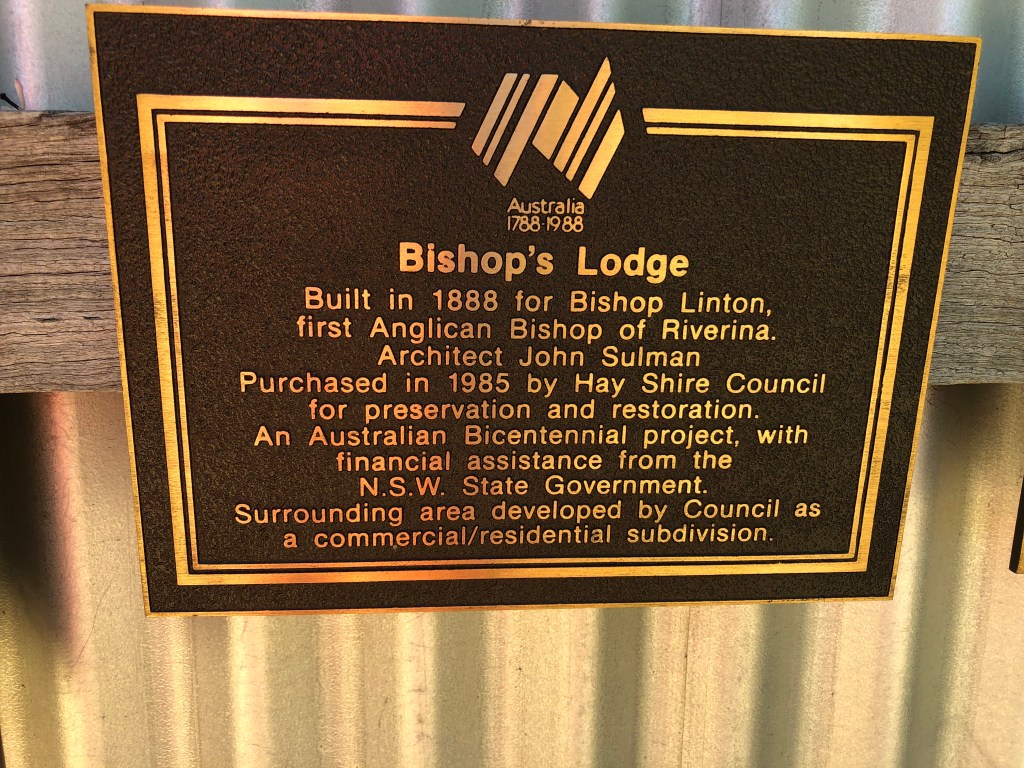 Australia
1788-1988
Bishop's Lodge
Built in 1888 for Bishop Linton,
first Anglican Bishop of Riverina.
Architect John Sulman
Purchased in 1985 by Hay Shire Council
for preservation and restoration.
An Australian Bicentennial project, with
financial assistance from the
N.S.W. State Government.
Surrounding area developed by Council as
a commercial/residential subdivision.